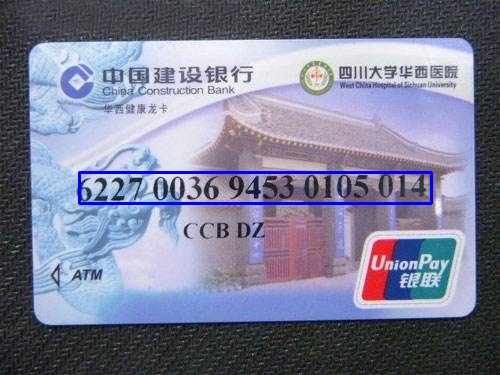 中国建设银行
China Construction Bank
四川大学华西医院
West China Hospital of Sichuan University
华西健康龙卡
6227 0036 9453 0105 014
CCB DZ
ATM
UnionPay
银联